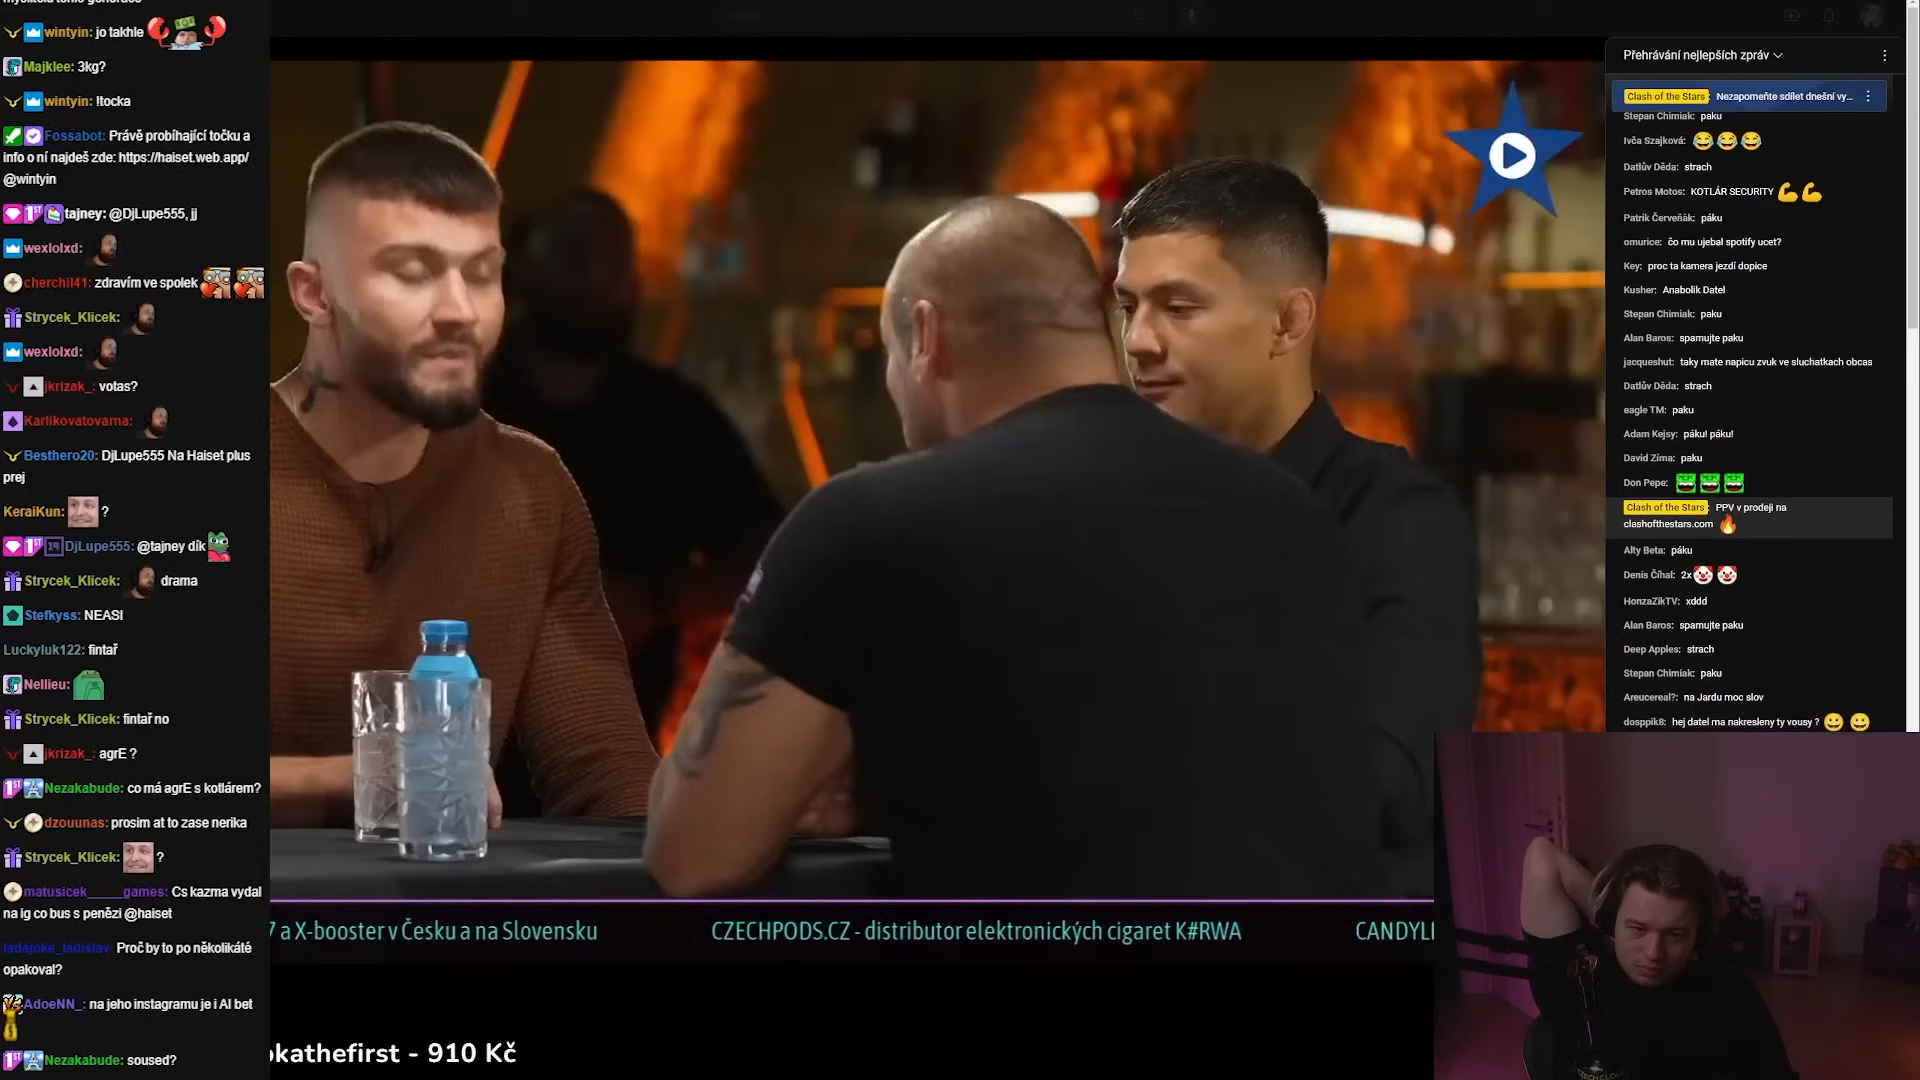 wintyin: jo takhle
Majklee: 3kg?
wintyin: !tocka
Fossabot: Právě probíhající točku a
info o ní najdeš zde: https://haiset.web.app/
@wintyin
tajney: @DjLupe555, jj
wexlolxd:
cherchil41: zdravím ve spolek
Strycek_Klicek:
wexlolxd:
jkrizak_: votas?
Karlikovatovarna:
Besthero20: DjLupe555 Na Haiset plus
prej
KeraiKun: ?
DjLupe555: @tajney dík
Strycek_Klicek: drama
Stefkyss: NEASI
Luckyluk122: fintař
Nellieu:
Strycek_Klicek: fintař no
jkrizak_: agrE ?
Nezakabude: co má agrE s kotlárem?
dzouunas: prosim at to zase nerika
Strycek_Klicek: ?
matusicek_____games: Cs kazma vydal
na ig co bus s penězi @haiset
ladajoke_ladislav: Proč by to po několikáté
opakoval?
AdoeNN_: na jeho instagramu je i AI bet
Nezakabude: soused?
7 a X-booster v Česku a na Slovensku
CZECHPODS.CZ - distributor elektronických cigaret K#RWA
CANDYL
okathefirst - 910 Kč
Přehrávání nejlepších zpráv
Clash of the Stars Nezapomeňte sdílet dnešní vy...
Stepan Chimiak: paku
Ivča Szajková:
Datlův Děda: strach
Petros Motos: KOTLÁR SECURITY
Patrik Červeňák: páku
omurice: čo mu ujebal spotify ucet?
Key: proc ta kamera jezdí dopice
Kusher: Anabolik Datel
Stepan Chimiak: paku
Alan Baros: spamujte paku
jacqueshut: taky mate napicu zvuk ve sluchatkach obcas
Datlův Děda: strach
eagle TM: paku
Adam Kejsy: páku! páku!
David Zíma: paku
Don Pepe:
Clash of the Stars : PPV v prodeji na
clashofthestars.com
Alty Beta: páku
Denis Číhal: 2x
HonzaZikTV: xddd
Alan Baros: spamujte paku
Deep Apples: strach
Stepan Chimiak: paku
Areucereal?: na Jardu moc slov
dosppik8: hej datel ma nakresleny ty vousy ?